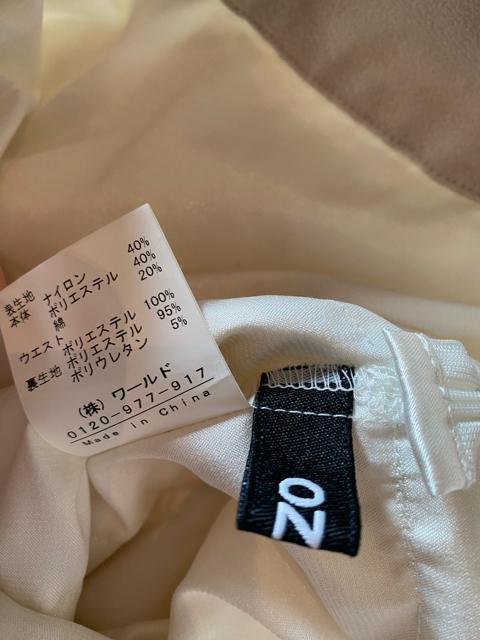 表生地
本体 ナイロン 40%
ポリエステル 40%
綿 20%
ウエスト ポリエステル 100%
裏生地 ポリエステル 95%
ポリウレタン 5%
(株) ワールド
0120-977-917
Made in China
NO